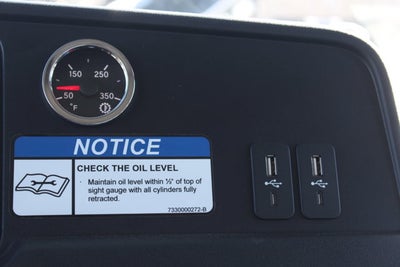 150 250
50 350
°F
NOTICE
CHECK THE OIL LEVEL
· Maintain oil level within ½" of top of
sight gauge with all cylinders fully
retracted.
7330000272-B